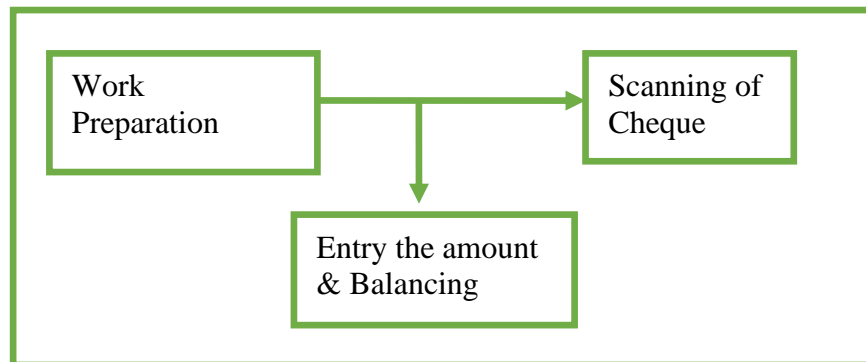 Work
Preparation
Scanning of
Cheque
Entry the amount
& Balancing